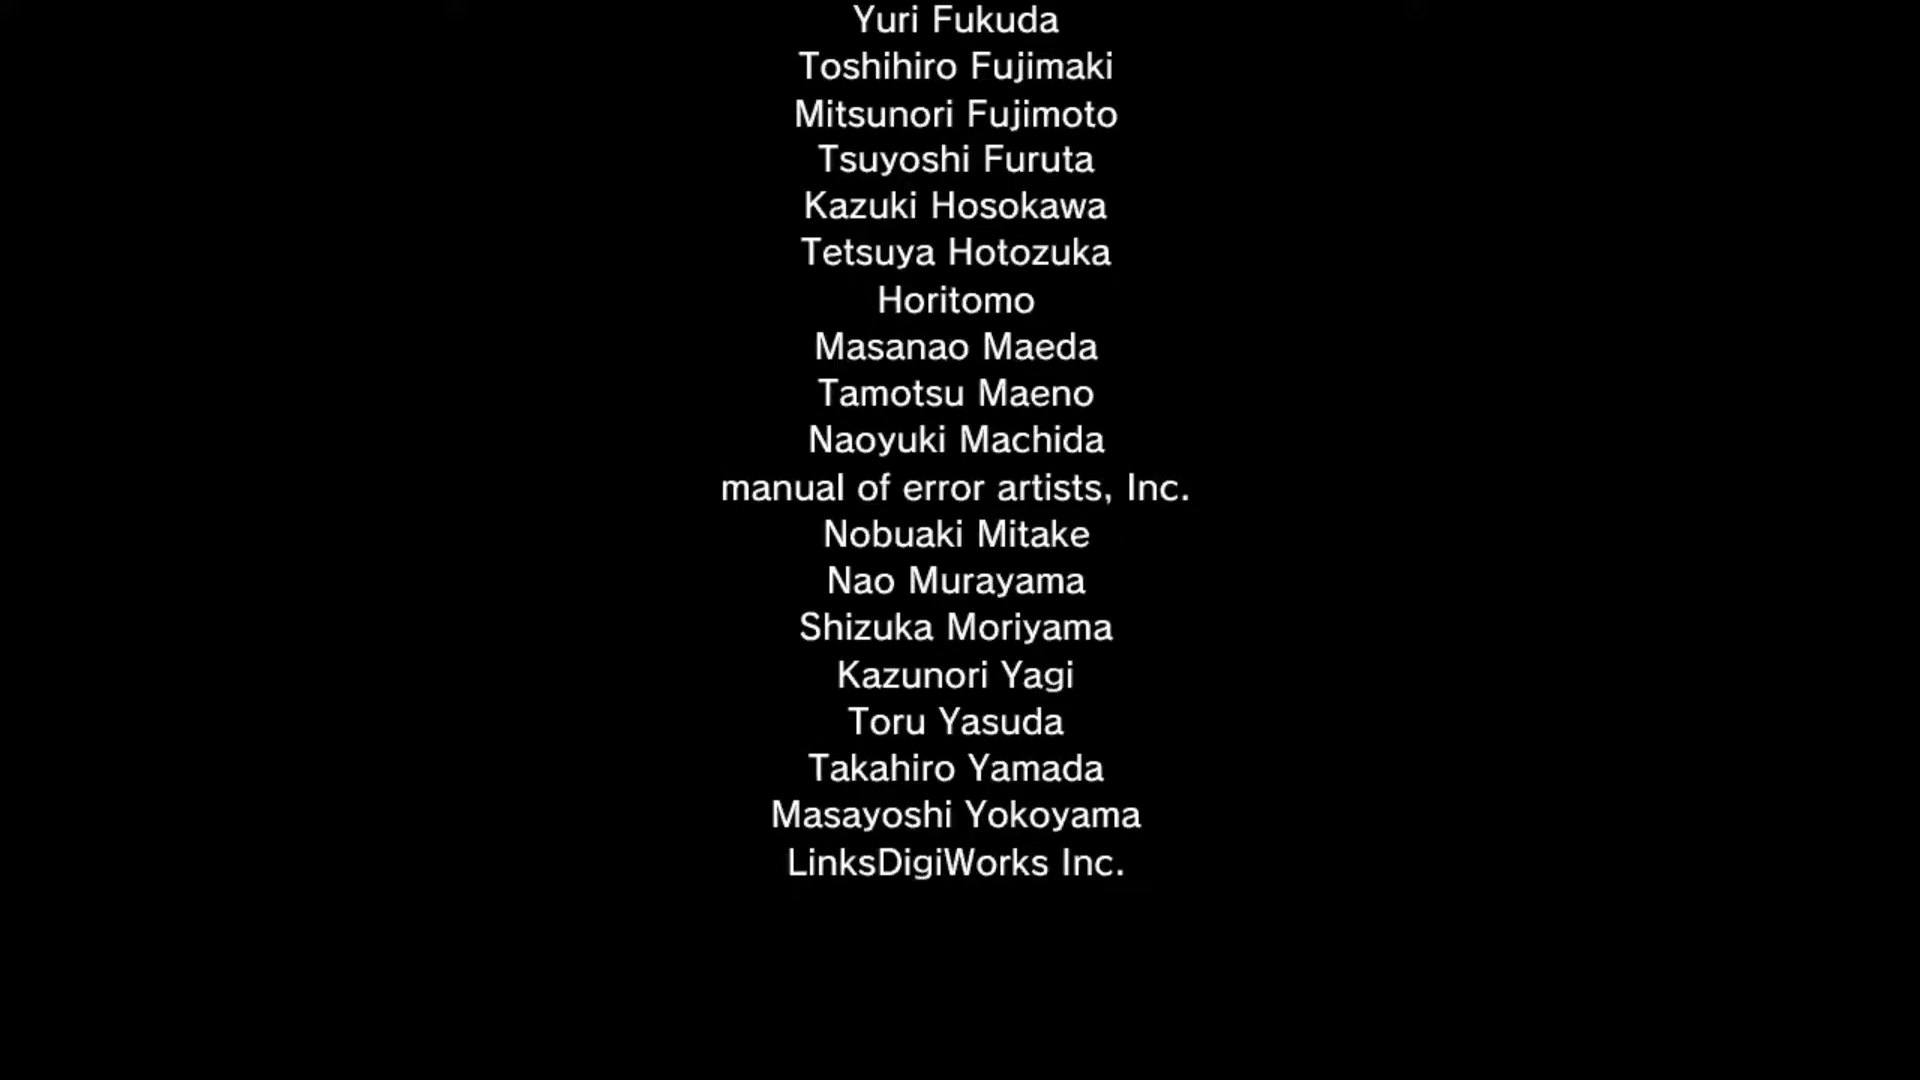 Yuri Fukuda
Toshihiro Fujimaki
Mitsunori Fujimoto
Tsuyoshi Furuta
Kazuki Hosokawa
Tetsuya Hotozuka
Horitomo
Masanao Maeda
Tamotsu Maeno
Naoyuki Machida
manual of error artists, Inc.
Nobuaki Mitake
Nao Murayama
Shizuka Moriyama
Kazunori Yagi
Toru Yasuda
Takahiro Yamada
Masayoshi Yokoyama
LinksDigiWorks Inc.